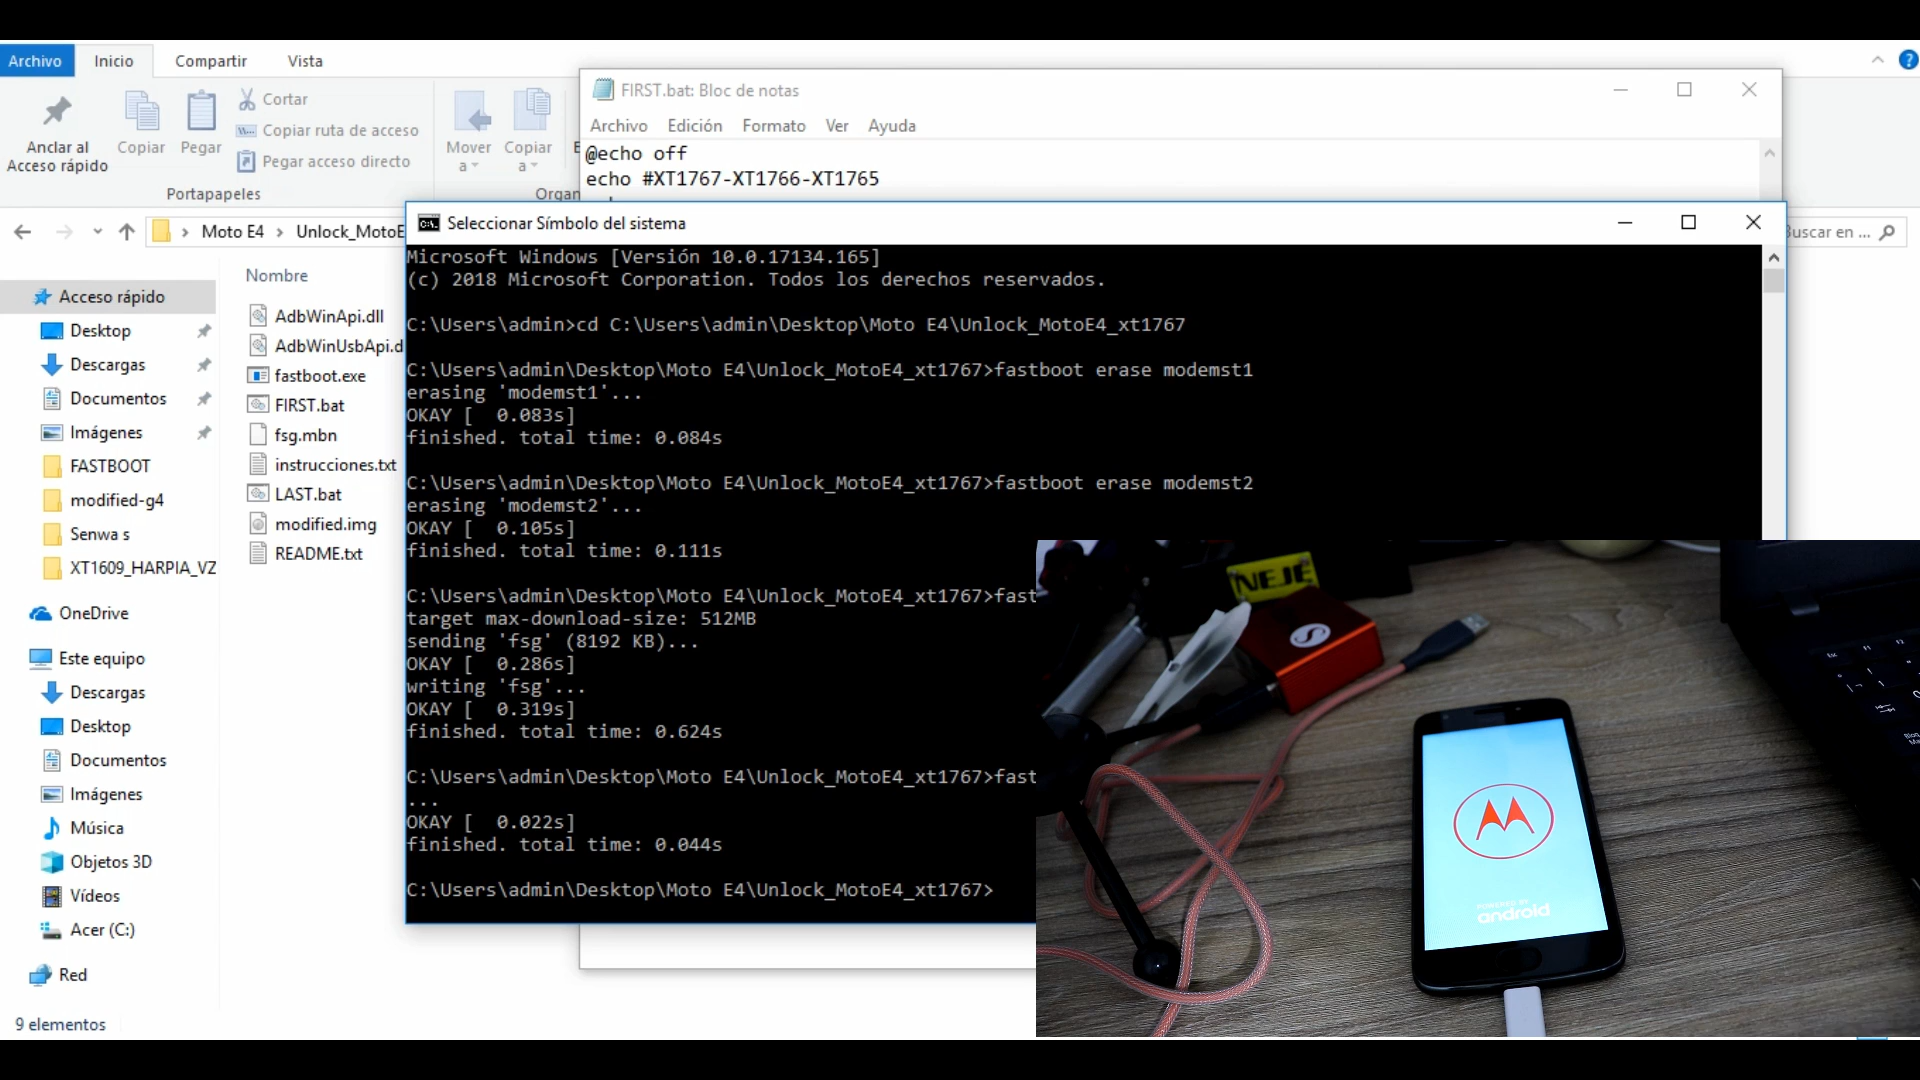 Archivo
Inicio
Compartir
Vista
Anclar al
Acceso rápido
Copiar
Pegar
Cortar
Copiar ruta de acceso
Pegar acceso directo
Portapapeles
Mover
a
Copiar
a
Organ
Moto E4
Unlock_MotoE
Buscar en ...
FIRST.bat: Bloc de notas
Archivo Edición Formato Ver Ayuda
@echo off
echo #XT1767-XT1766-XT1765
Acceso rápido
Desktop
Descargas
Documentos
Imágenes
FASTBOOT
modified-g4
Senwa s
XT1609_HARPIA_VZ
OneDrive
Este equipo
Descargas
Desktop
Documentos
Imágenes
Música
Objetos 3D
Vídeos
Acer (C:)
Red
9 elementos
Nombre
AdbWinApi.dll
AdbWinUsbApi.d
fastboot.exe
FIRST.bat
fsg.mbn
instrucciones.txt
LAST.bat
modified.img
README.txt
Seleccionar Símbolo del sistema
Microsoft Windows [Versión 10.0.17134.165]
(c) 2018 Microsoft Corporation. Todos los derechos reservados.
C:\Users\admin>cd C:\Users\admin\Desktop\Moto E4\Unlock_MotoE4_xt1767
C:\Users\admin\Desktop\Moto E4\Unlock_MotoE4_xt1767>fastboot erase modemst1
erasing 'modemst1'...
OKAY [  0.083s]
finished. total time: 0.084s
C:\Users\admin\Desktop\Moto E4\Unlock_MotoE4_xt1767>fastboot erase modemst2
erasing 'modemst2'...
OKAY [  0.105s]
finished. total time: 0.111s
C:\Users\admin\Desktop\Moto E4\Unlock_MotoE4_xt1767>fast
target max-download-size: 512MB
sending 'fsg' (8192 KB)...
OKAY [  0.286s]
writing 'fsg'...
OKAY [  0.319s]
finished. total time: 0.624s
C:\Users\admin\Desktop\Moto E4\Unlock_MotoE4_xt1767>fast
...
OKAY [  0.022s]
finished. total time: 0.044s
C:\Users\admin\Desktop\Moto E4\Unlock_MotoE4_xt1767>
NEJE
POWERED BY
android